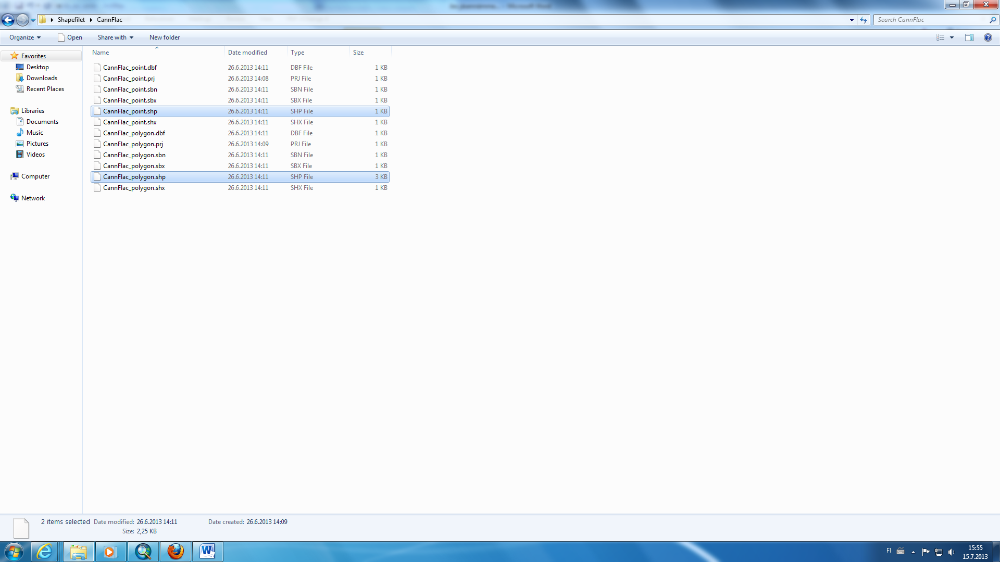 Shapefilet CannFlac Search CannFlac
Organize Open Share with New folder
Name Date modified Type Size
Favorites
Desktop
Downloads
Recent Places
Libraries
Documents
Music
Pictures
Videos
Computer
Network
CannFlac_point.dbf 26.6.2013 14:11 DBF File 1 KB
CannFlac_point.prj 26.6.2013 14:08 PRJ File 1 KB
CannFlac_point.sbn 26.6.2013 14:11 SBN File 1 KB
CannFlac_point.sbx 26.6.2013 14:11 SBX File 1 KB
CannFlac_point.shp 26.6.2013 14:11 SHP File 1 KB
CannFlac_point.shx 26.6.2013 14:11 SHX File 1 KB
CannFlac_polygon.dbf 26.6.2013 14:11 DBF File 1 KB
CannFlac_polygon.prj 26.6.2013 14:09 PRJ File 1 KB
CannFlac_polygon.sbn 26.6.2013 14:11 SBN File 1 KB
CannFlac_polygon.sbx 26.6.2013 14:11 SBX File 1 KB
CannFlac_polygon.shp 26.6.2013 14:11 SHP File 3 KB
CannFlac_polygon.shx 26.6.2013 14:11 SHX File 1 KB
2 items selected Date modified: 26.6.2013 14:11 Date created: 26.6.2013 14:09
Size: 2,25 KB
FI 15:55
15.7.2013